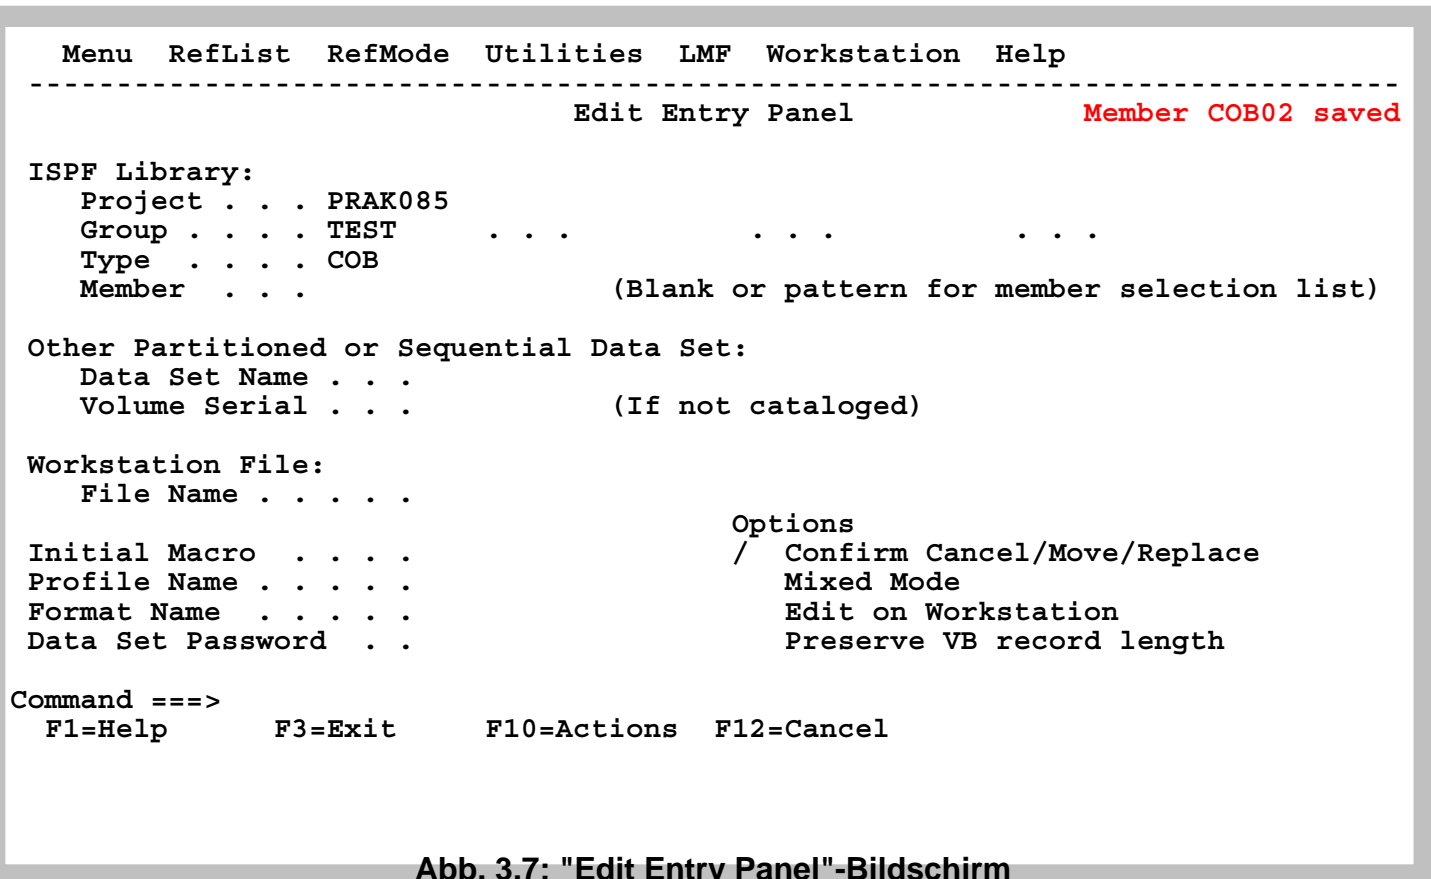 Menu RefList RefMode Utilities LMF Workstation Help
------------------------------------------------------------------------------
Edit Entry Panel Member COB02 saved
ISPF Library:
Project . . . PRAK085
Group . . . . TEST . . . . . . . . .
Type . . . . COB
Member . . . (Blank or pattern for member selection list)
Other Partitioned or Sequential Data Set:
Data Set Name . . .
Volume Serial . . . (If not cataloged)
Workstation File:
File Name . . . . .
Options
Initial Macro . . . . / Confirm Cancel/Move/Replace
Profile Name . . . . . Mixed Mode
Format Name . . . . . Edit on Workstation
Data Set Password . . Preserve VB record length
Command ===>
F1=Help F3=Exit F10=Actions F12=Cancel
Abb. 3.7: "Edit Entry Panel"-Bildschirm